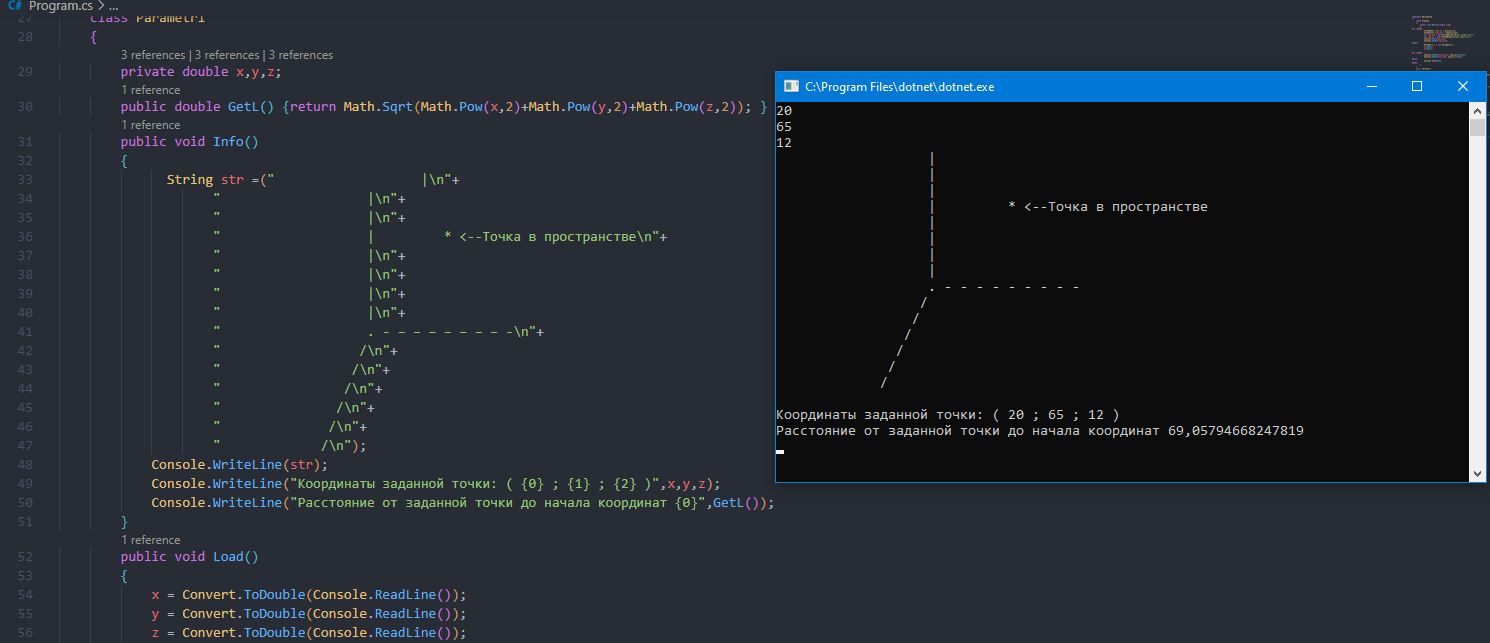 C# Program.cs > ...
27 class Parametri
28 {
3 references | 3 references | 3 references
29 private double x,y,z;
1 reference
30 public double GetL() {return Math.Sqrt(Math.Pow(x,2)+Math.Pow(y,2)+Math.Pow(z,2)); }
1 reference
31 public void Info()
32 {
33 String str =("                   |\n"+
34 "                   |\n"+
35 "                   |\n"+
36 "                   |         * <--Точка в пространстве\n"+
37 "                   |\n"+
38 "                   |\n"+
39 "                   |\n"+
40 "                   |\n"+
41 "                   . - - - - - - - - -\n"+
42 "                  /\n"+
43 "                 /\n"+
44 "                /\n"+
45 "               /\n"+
46 "              /\n"+
47 "             /\n");
48 Console.WriteLine(str);
49 Console.WriteLine("Координаты заданной точки: ( {0} ; {1} ; {2} )",x,y,z);
50 Console.WriteLine("Расстояние от заданной точки до начала координат {0}",GetL());
51 }
1 reference
52 public void Load()
53 {
54 x = Convert.ToDouble(Console.ReadLine());
55 y = Convert.ToDouble(Console.ReadLine());
56 z = Convert.ToDouble(Console.ReadLine());
C:\Program Files\dotnet\dotnet.exe
20
65
12
|
|
|
|         * <--Точка в пространстве
|
|
|
|
. - - - - - - - - -
/
/
/
/
/
/
Координаты заданной точки: ( 20 ; 65 ; 12 )
Расстояние от заданной точки до начала координат 69,05794668247819